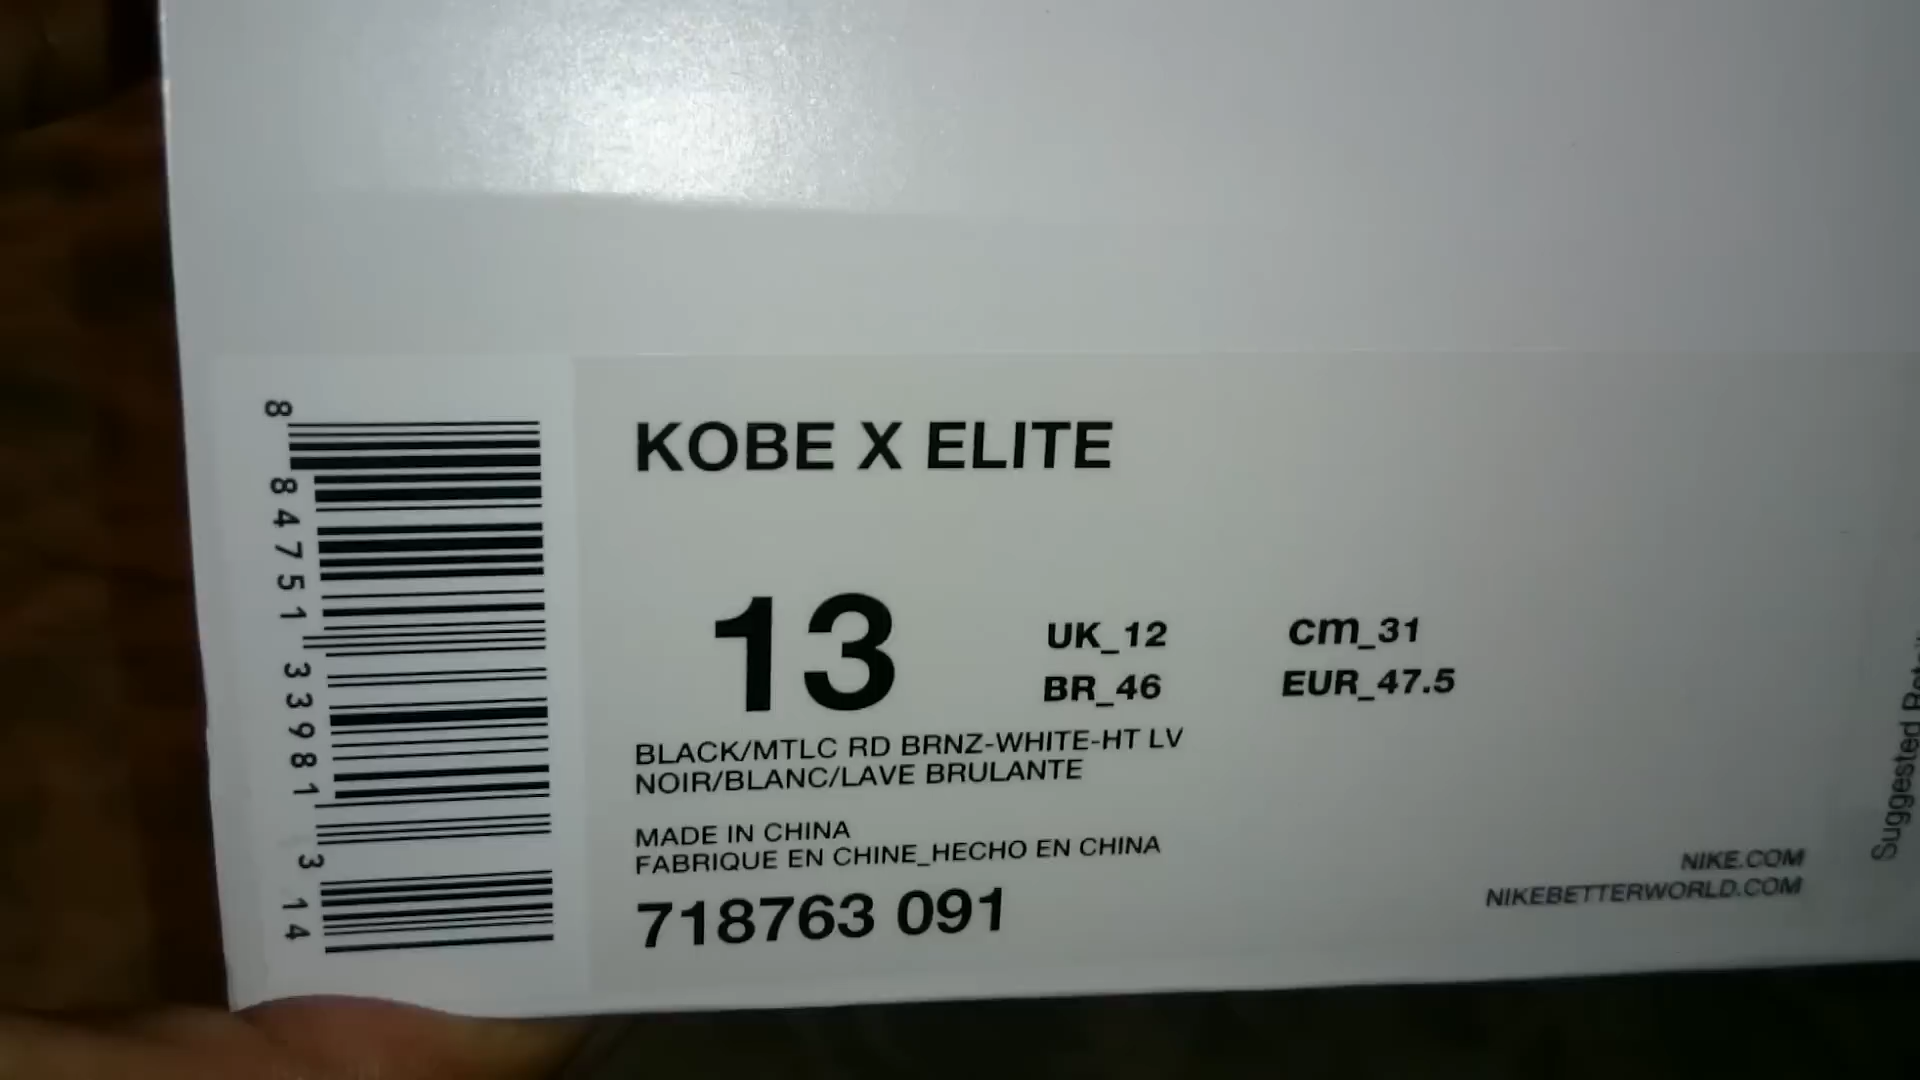 KOBE X ELITE
13
UK_12 cm_31
BR_46 EUR_47.5
BLACK/MTLC RD BRNZ-WHITE-HT LV
NOIR/BLANC/LAVE BRULANTE
MADE IN CHINA
FABRIQUE EN CHINE_HECHO EN CHINA
718763 091
NIKE.COM
NIKEBETTERWORLD.COM
8 84751 33981 3 14
Suggested